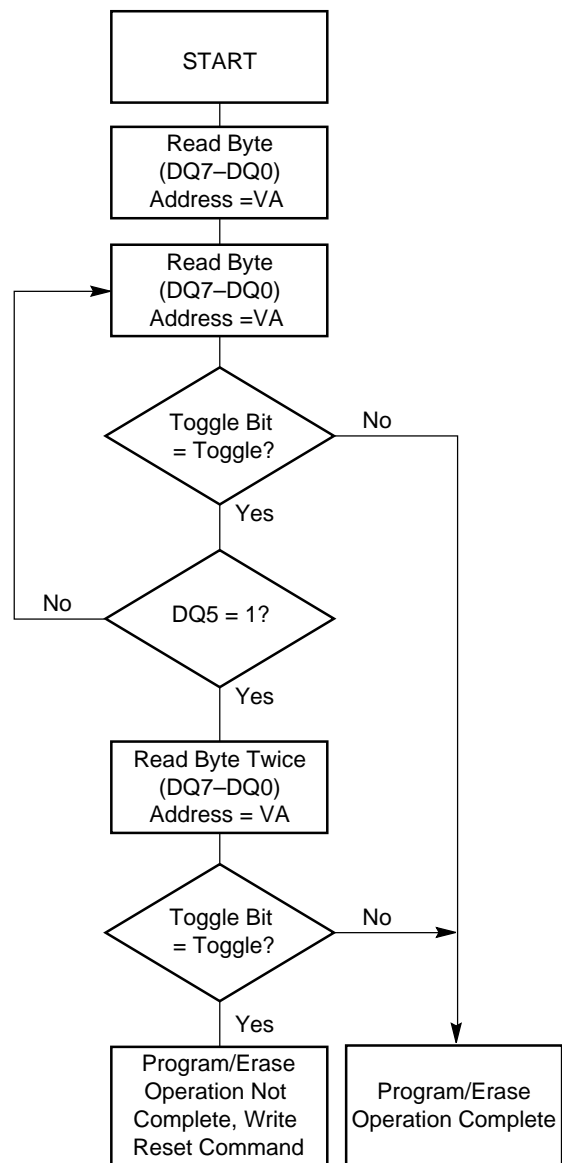 START
Read Byte
(DQ7–DQ0)
Address =VA
Read Byte
(DQ7–DQ0)
Address =VA
Toggle Bit
= Toggle?
No
Yes
No
DQ5 = 1?
Yes
Read Byte Twice
(DQ7–DQ0)
Address = VA
Toggle Bit
= Toggle?
No
Yes
Program/Erase
Operation Not
Complete, Write
Reset Command
Program/Erase
Operation Complete